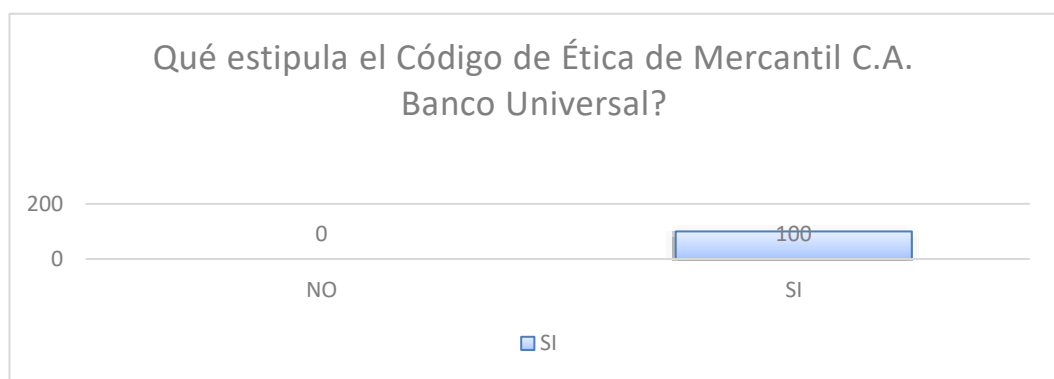 Qué estipula el Código de Ética de Mercantil C.A.
Banco Universal?
200
0
0
100
NO
SI
SI